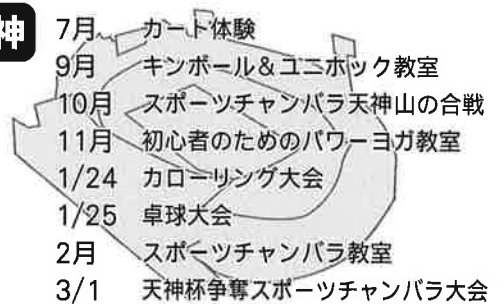 神
7月 カート体験
9月 キンボール＆ユニホック教室
10月 スポーツチャンバラ天神山の合戦
11月 初心者のためのパワーヨガ教室
1/24 カローリング大会
1/25 卓球大会
2月 スポーツチャンバラ教室
3/1 天神杯争奪スポーツチャンバラ大会